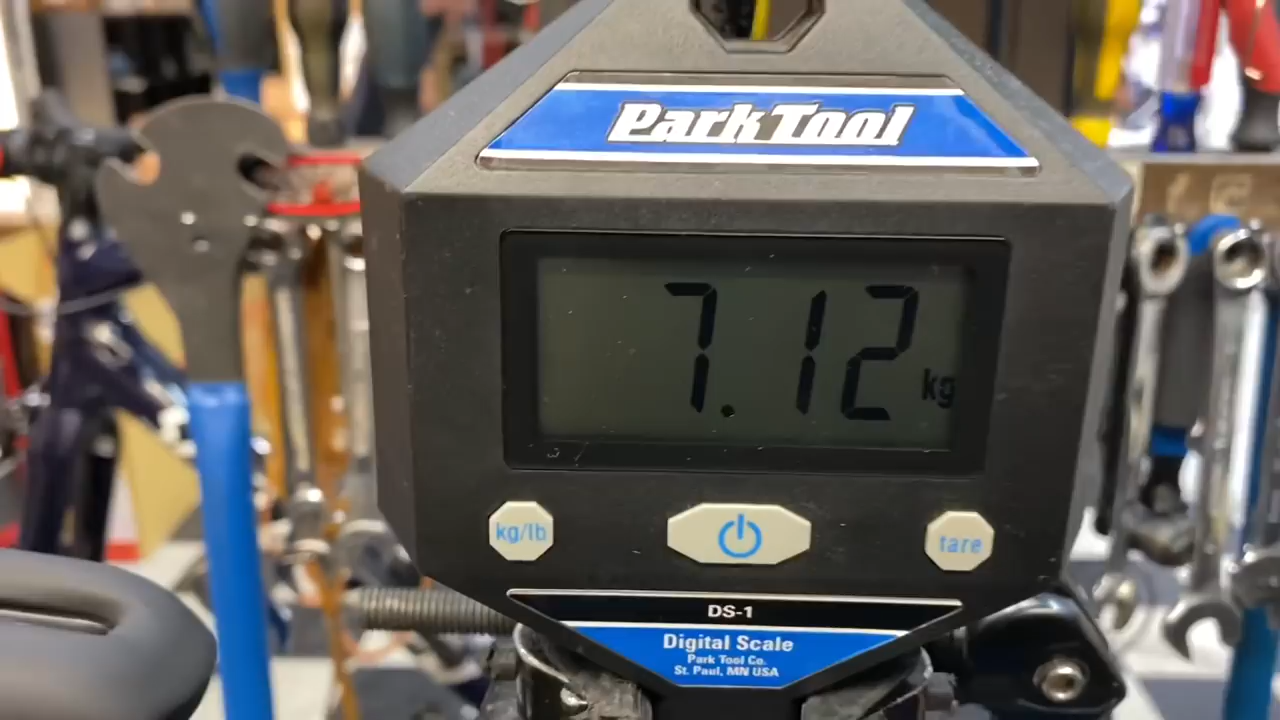 ParkTool
7.12 kg
kg/lb
tare
DS-1
Digital Scale
Park Tool Co.
St. Paul, MN USA